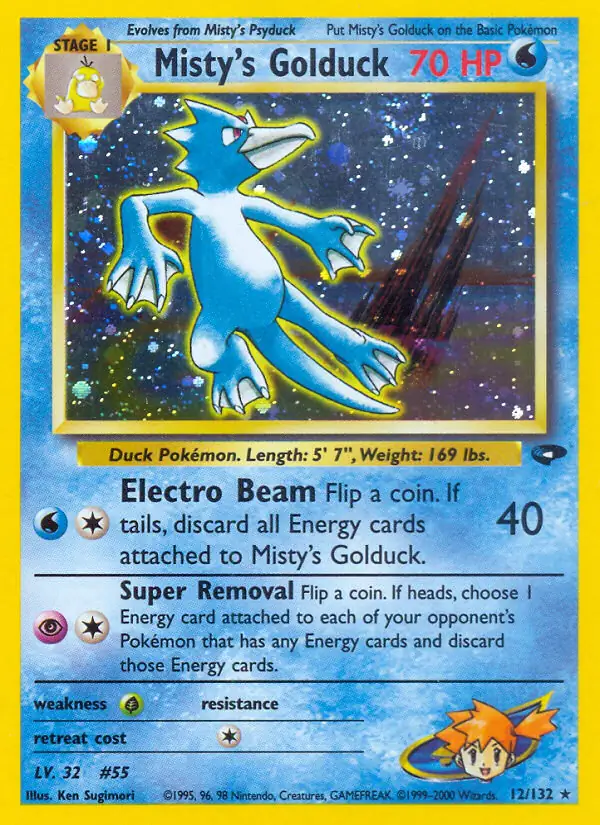 Evolves from Misty's Psyduck Put Misty's Golduck on the Basic Pokémon
STAGE 1
Misty's Golduck 70 HP
Duck Pokémon. Length: 5' 7", Weight: 169 lbs.
Electro Beam Flip a coin. If
tails, discard all Energy cards 40
attached to Misty's Golduck.
Super Removal Flip a coin. If heads, choose 1
Energy card attached to each of your opponent's
Pokémon that has any Energy cards and discard
those Energy cards.
weakness resistance
retreat cost
LV. 32 #55
Illus. Ken Sugimori ©1995, 96, 98 Nintendo, Creatures, GAMEFREAK. ©1999-2000 Wizards. 12/132 ★